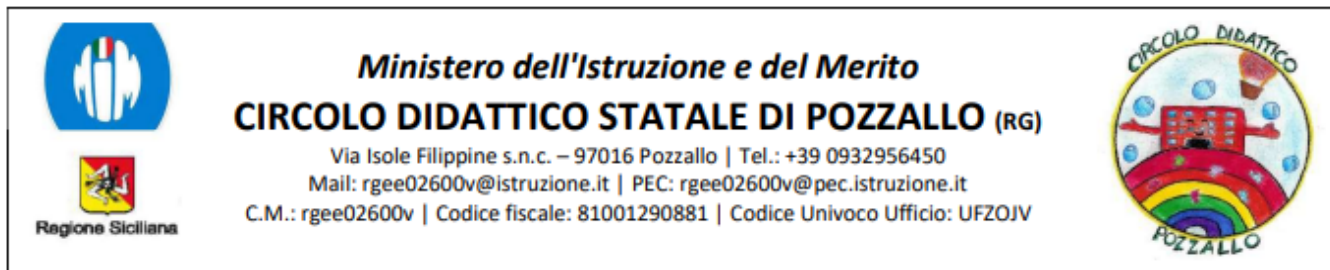 Ministero dell'Istruzione e del Merito
CIRCOLO DIDATTICO STATALE DI POZZALLO (RG)
Via Isole Filippine s.n.c. – 97016 Pozzallo | Tel.: +39 0932956450
Mail: rgee02600v@istruzione.it | PEC: rgee02600v@pec.istruzione.it
C.M.: rgee02600v | Codice fiscale: 81001290881 | Codice Univoco Ufficio: UFZOJV
Regione Siciliana
CIRCOLO DIDATTICO
POZZALLO